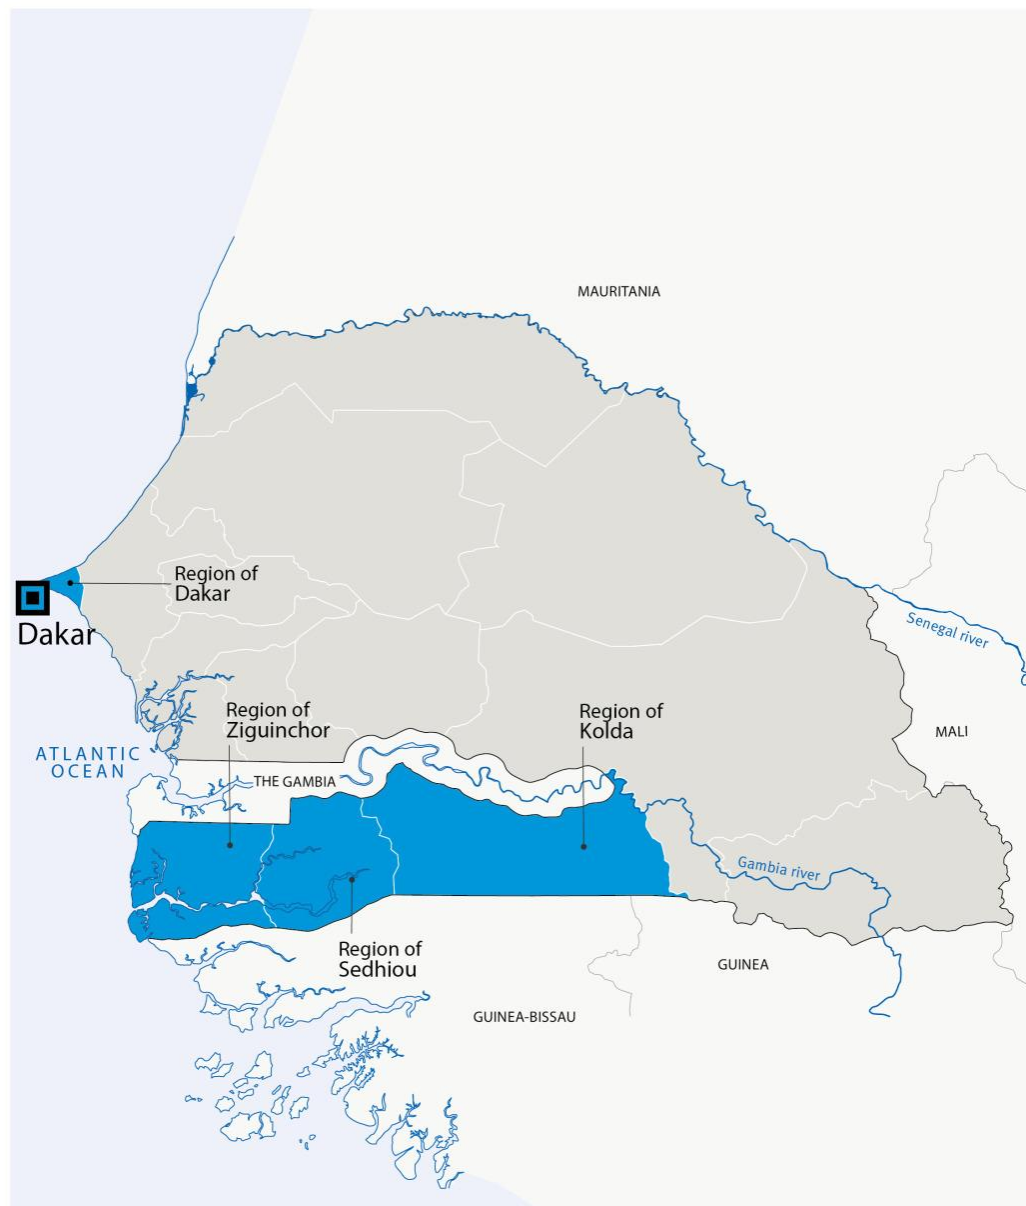 MAURITANIA
Region of
Dakar
Dakar
Senegal river
Region of
Ziguinchor
Region of
Kolda
MALI
ATLANTIC
OCEAN
THE GAMBIA
Gambia river
Region of
Sedhiou
GUINEA
GUINEA-BISSAU